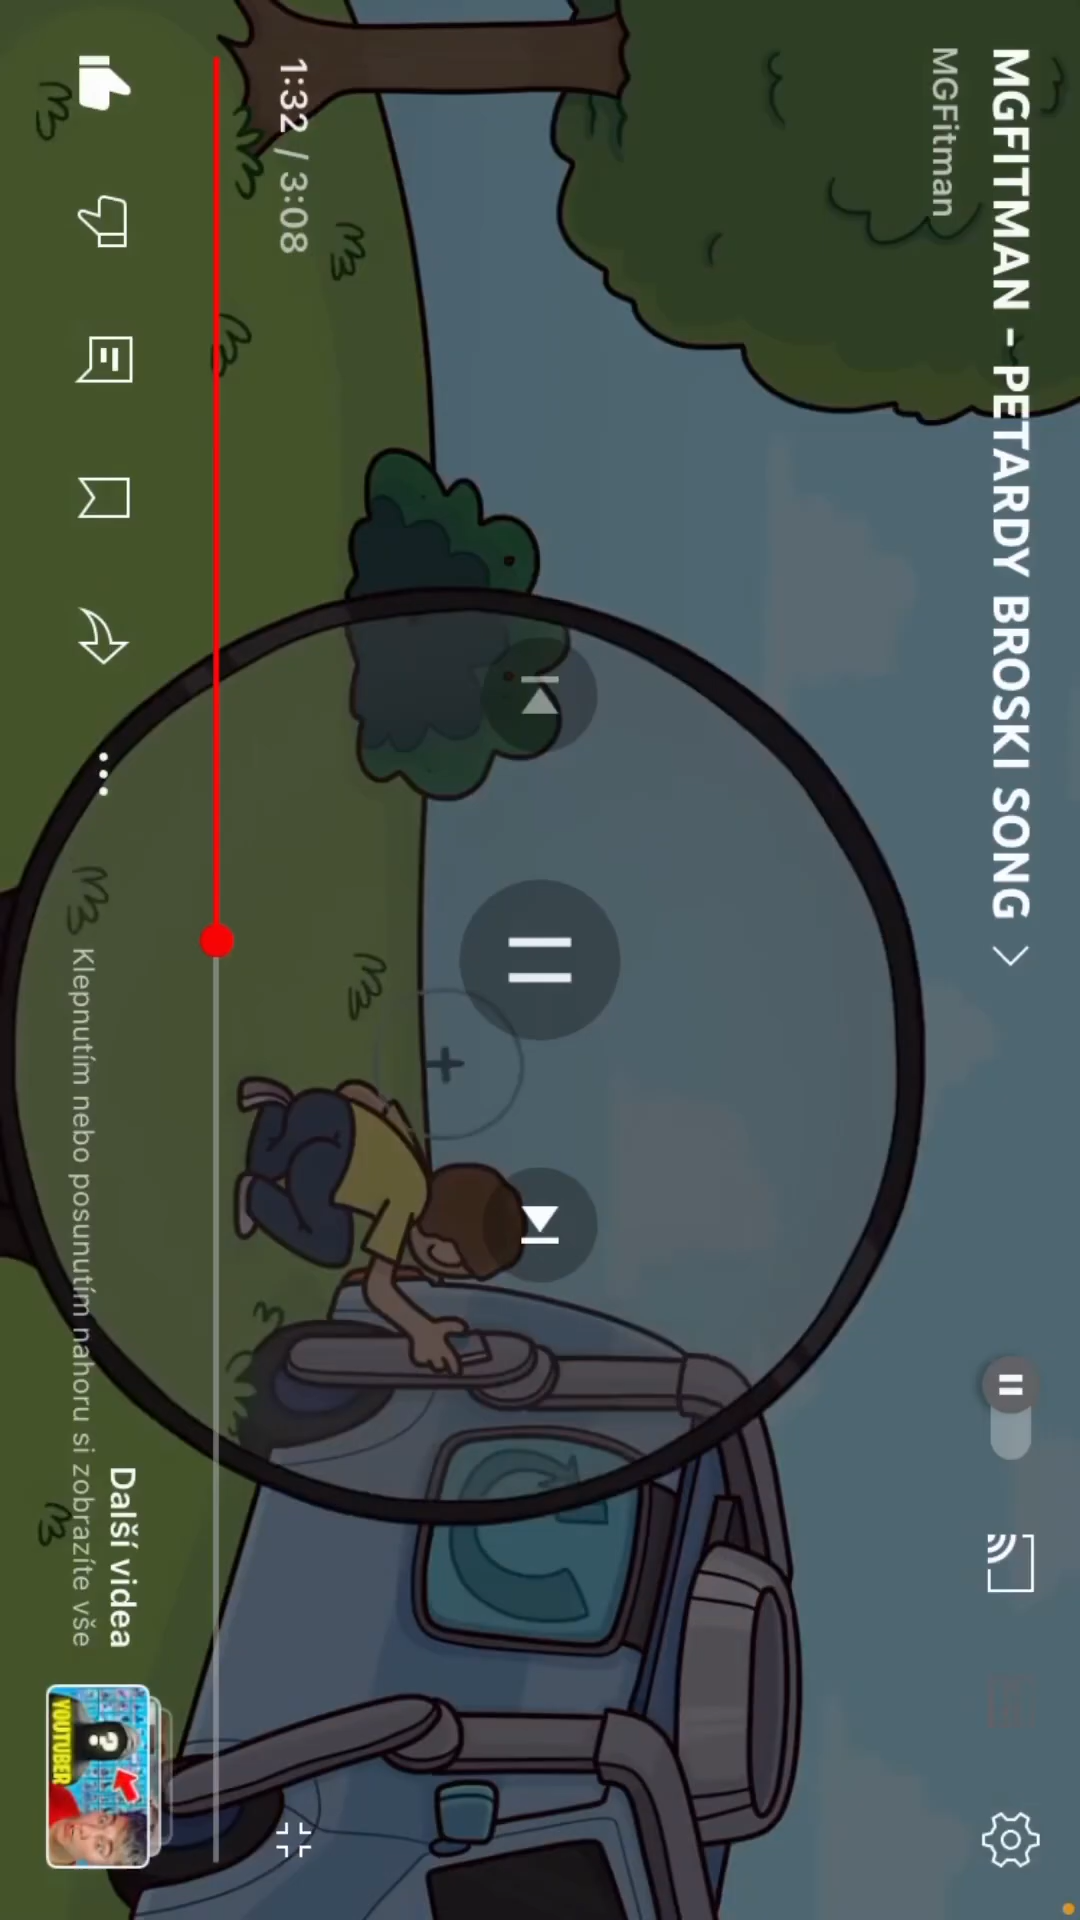 MGFITMAN - PETARDY BROSKI SONG
MGFitman
1:32 / 3:08
Další videa
Klepnutím nebo posunutím nahoru si zobrazíte vše
YOUTUBER
?